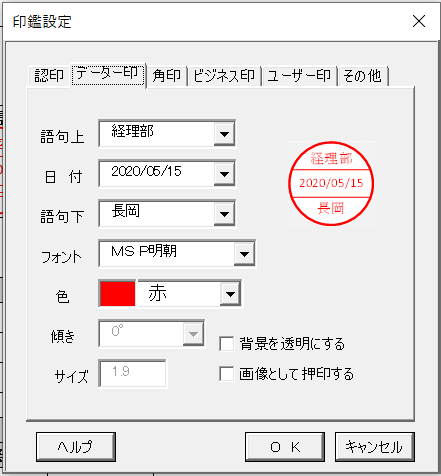 印鑑設定
認印 データー印 角印 ビジネス印 ユーザー印 その他
語句上 経理部
日 付 2020/05/15
語句下 長岡
フォント ＭＳ Ｐ明朝
色 赤
傾き 0°
サイズ 1.9
背景を透明にする
画像として押印する
経理部
2020/05/15
長岡
ヘルプ ＯＫ キャンセル